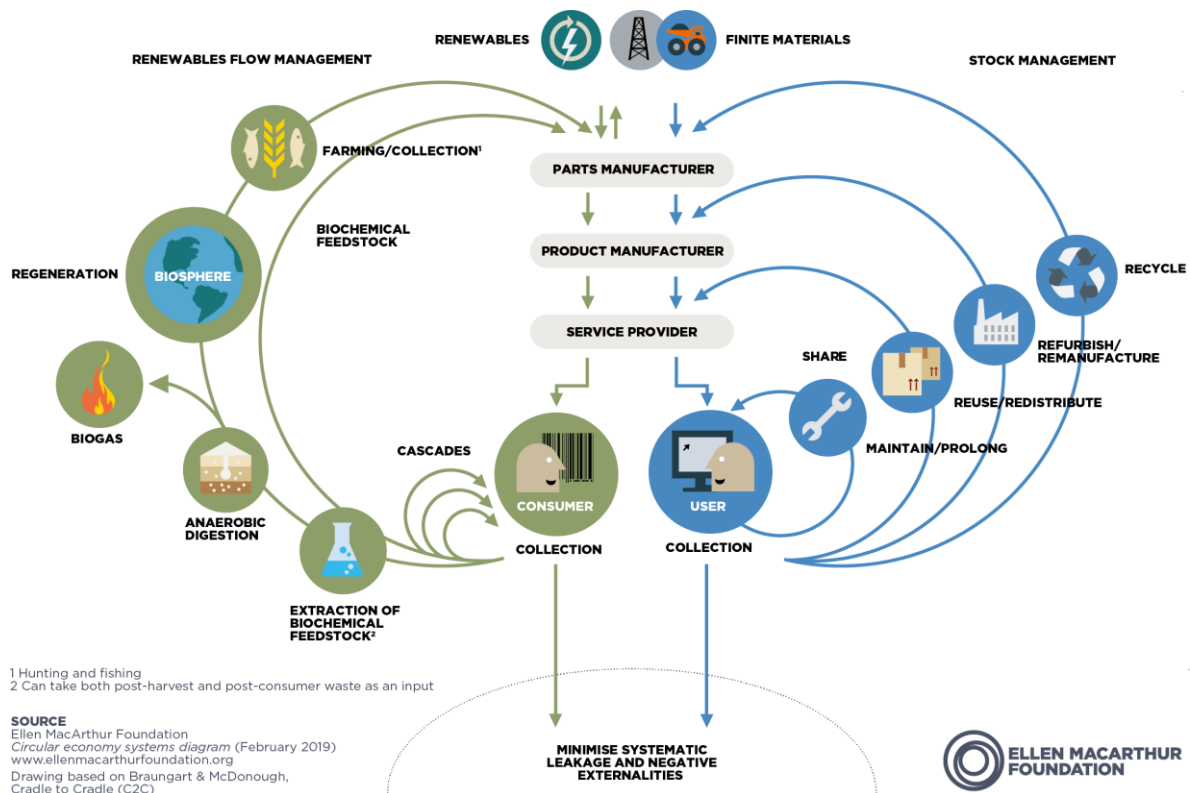 RENEWABLES
FINITE MATERIALS
RENEWABLES FLOW MANAGEMENT
STOCK MANAGEMENT
FARMING/COLLECTION¹
PARTS MANUFACTURER
BIOCHEMICAL
FEEDSTOCK
PRODUCT MANUFACTURER
REGENERATION
BIOSPHERE
RECYCLE
SERVICE PROVIDER
SHARE
REFURBISH/
REMANUFACTURE
REUSE/REDISTRIBUTE
BIOGAS
MAINTAIN/PROLONG
CASCADES
CONSUMER
USER
ANAEROBIC
DIGESTION
COLLECTION
COLLECTION
EXTRACTION OF
BIOCHEMICAL
FEEDSTOCK²
1 Hunting and fishing
2 Can take both post-harvest and post-consumer waste as an input
SOURCE
Ellen MacArthur Foundation
Circular economy systems diagram (February 2019)
www.ellenmacarthurfoundation.org
Drawing based on Braungart & McDonough,
Cradle to Cradle (C2C)
MINIMISE SYSTEMATIC
LEAKAGE AND NEGATIVE
EXTERNALITIES
ELLEN MACARTHUR
FOUNDATION